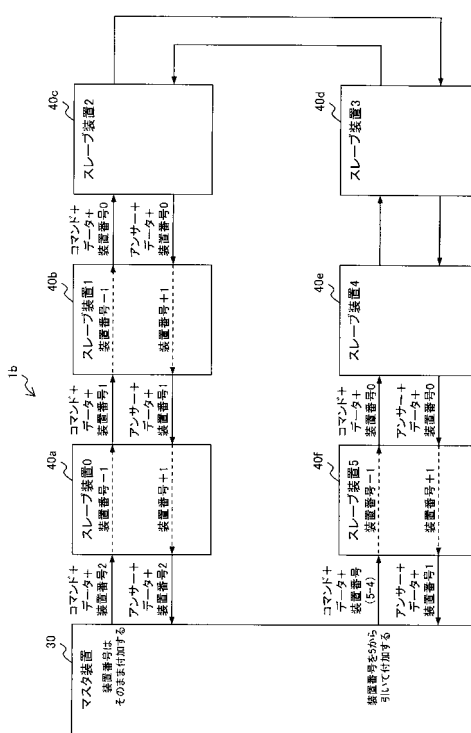 1b
30
マスタ装置
装置番号は
そのまま付加する
コマンド+
データ+
装置番号2
アンサー+
データ+
装置番号2
40a
スレーブ装置0
装置番号-1
装置番号+1
コマンド+
データ+
装置番号1
アンサー+
データ+
装置番号1
40b
スレーブ装置1
装置番号-1
装置番号+1
コマンド+
データ+
装置番号0
アンサー+
データ+
装置番号0
40c
スレーブ装置2
装置番号を5から
引いて付加する
コマンド+
データ+
装置番号
(5-4)
アンサー+
データ+
装置番号1
40f
スレーブ装置5
装置番号-1
装置番号+1
コマンド+
データ+
装置番号0
アンサー+
データ+
装置番号0
40e
スレーブ装置4
40d
スレーブ装置3